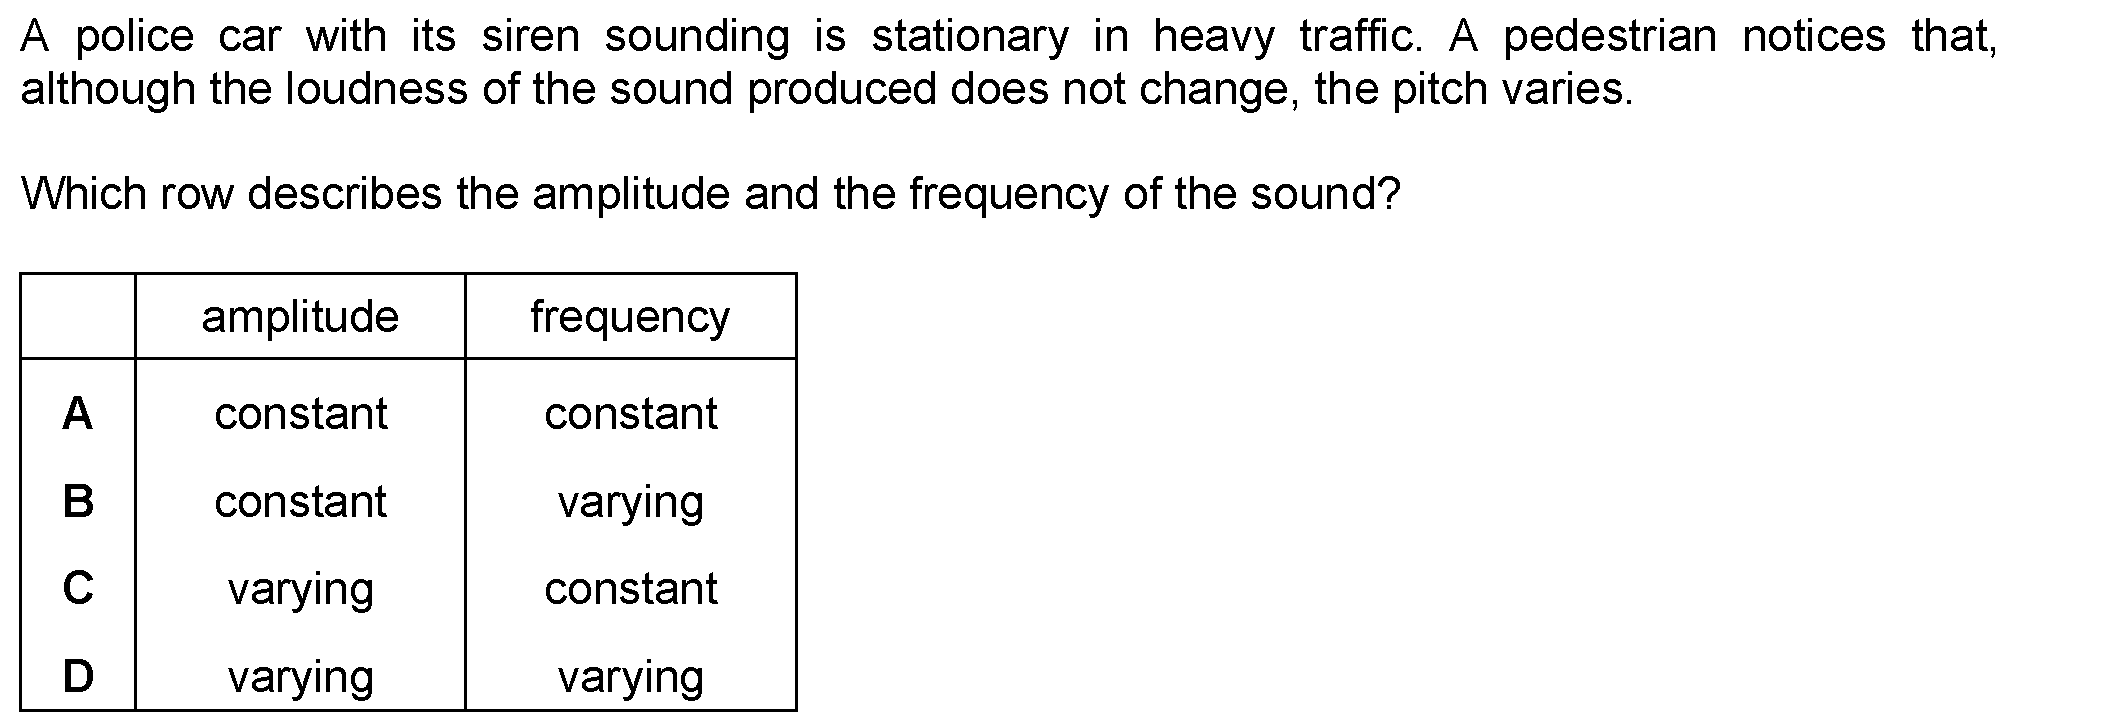 A police car with its siren sounding is stationary in heavy traffic. A pedestrian notices that,
although the loudness of the sound produced does not change, the pitch varies.
Which row describes the amplitude and the frequency of the sound?
amplitude frequency
A constant constant
B constant varying
C varying constant
D varying varying